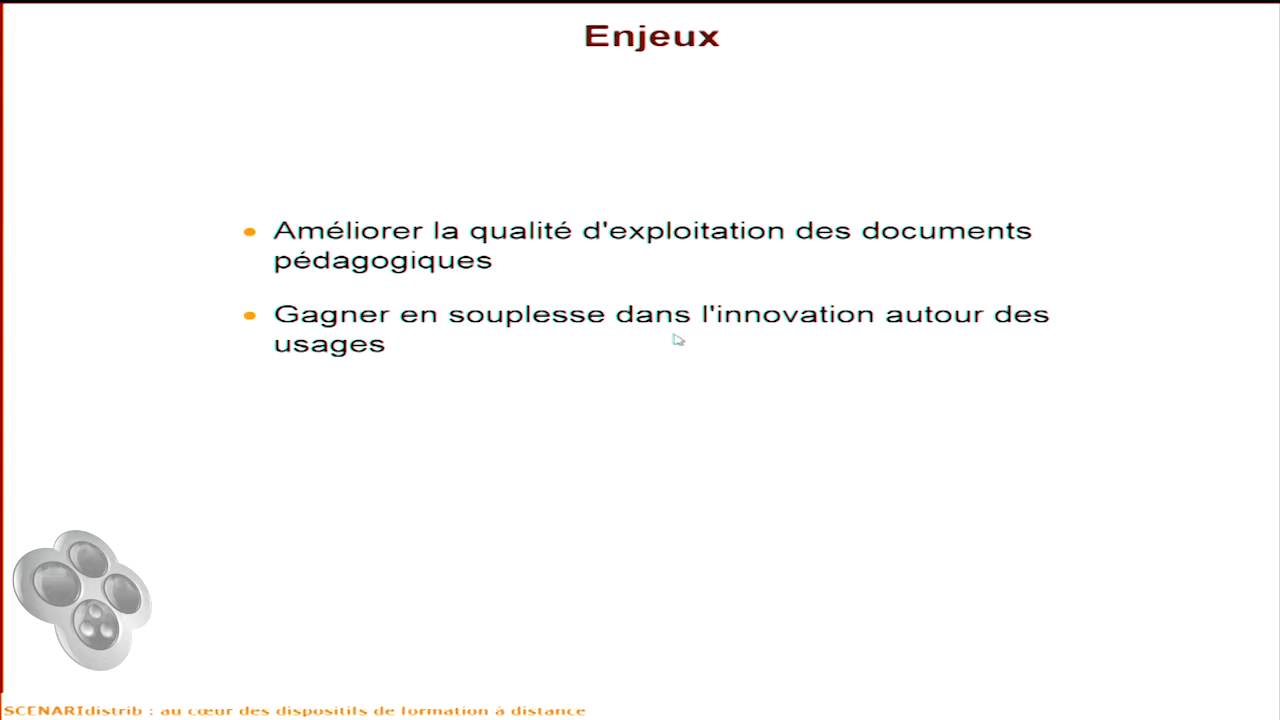 Enjeux
Améliorer la qualité d'exploitation des documents
pédagogiques
Gagner en souplesse dans l'innovation autour des
usages
SCENARIdistrib : au cœur des dispositifs de formation à distance